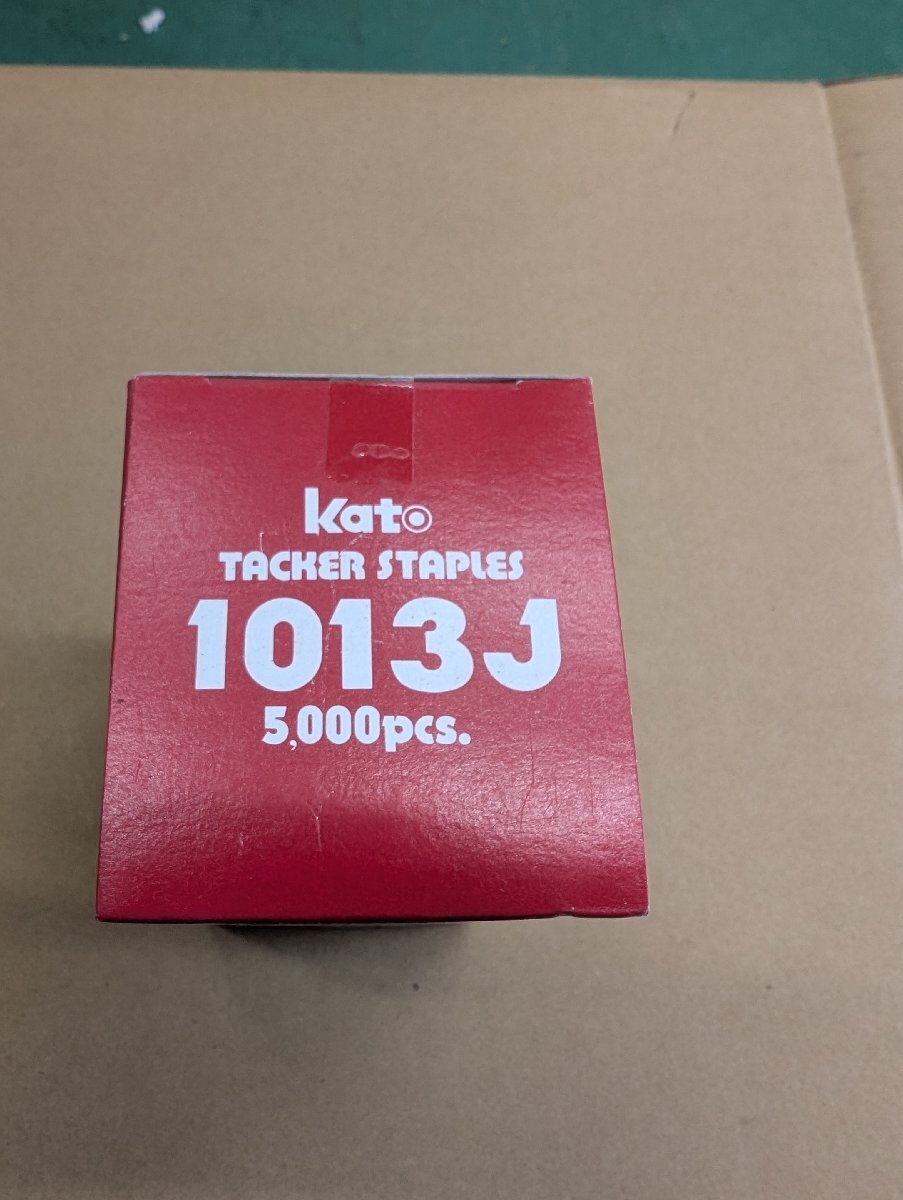 kato
TACKER STAPLES
1013J
5,000pcs.